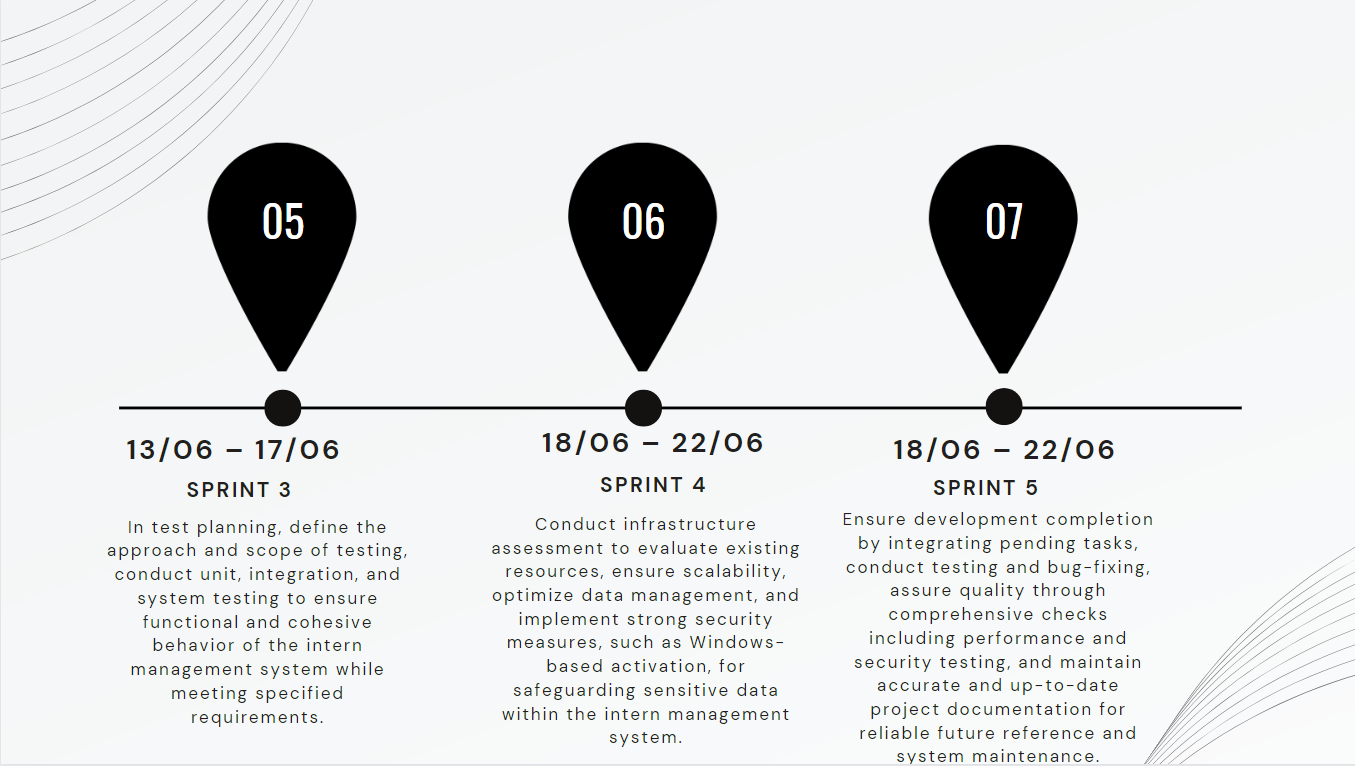 05
06
07
13/06 – 17/06
SPRINT 3
In test planning, define the
approach and scope of testing,
conduct unit, integration, and
system testing to ensure
functional and cohesive
behavior of the intern
management system while
meeting specified
requirements.
18/06 – 22/06
SPRINT 4
Conduct infrastructure
assessment to evaluate existing
resources, ensure scalability,
optimize data management, and
implement strong security
measures, such as Windows-
based activation, for
safeguarding sensitive data
within the intern management
system.
18/06 – 22/06
SPRINT 5
Ensure development completion
by integrating pending tasks,
conduct testing and bug-fixing,
assure quality through
comprehensive checks
including performance and
security testing, and maintain
accurate and up-to-date
project documentation for
reliable future reference and
system maintenance.